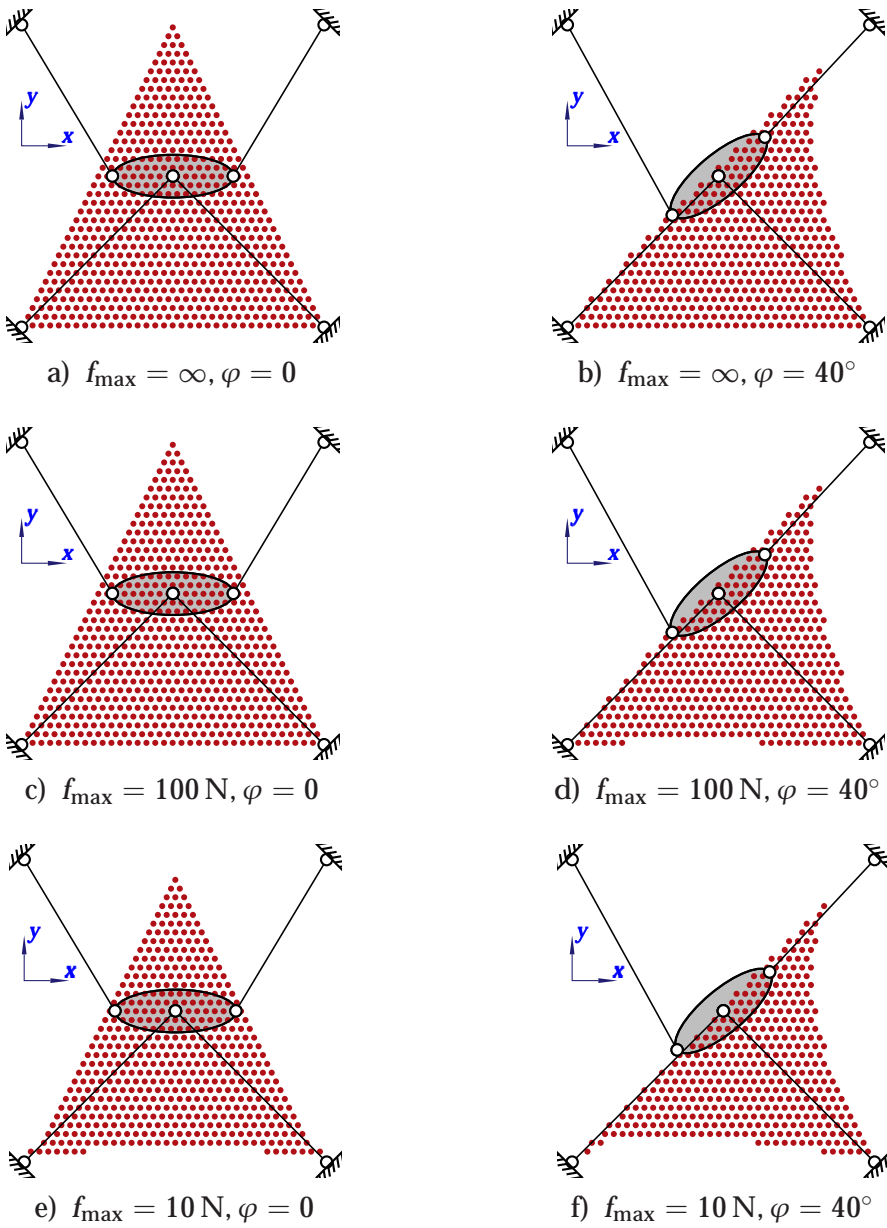 y
x
y
x
a) f_max = ∞, φ = 0
b) f_max = ∞, φ = 40°
y
x
y
x
c) f_max = 100 N, φ = 0
d) f_max = 100 N, φ = 40°
y
x
y
x
e) f_max = 10 N, φ = 0
f) f_max = 10 N, φ = 40°